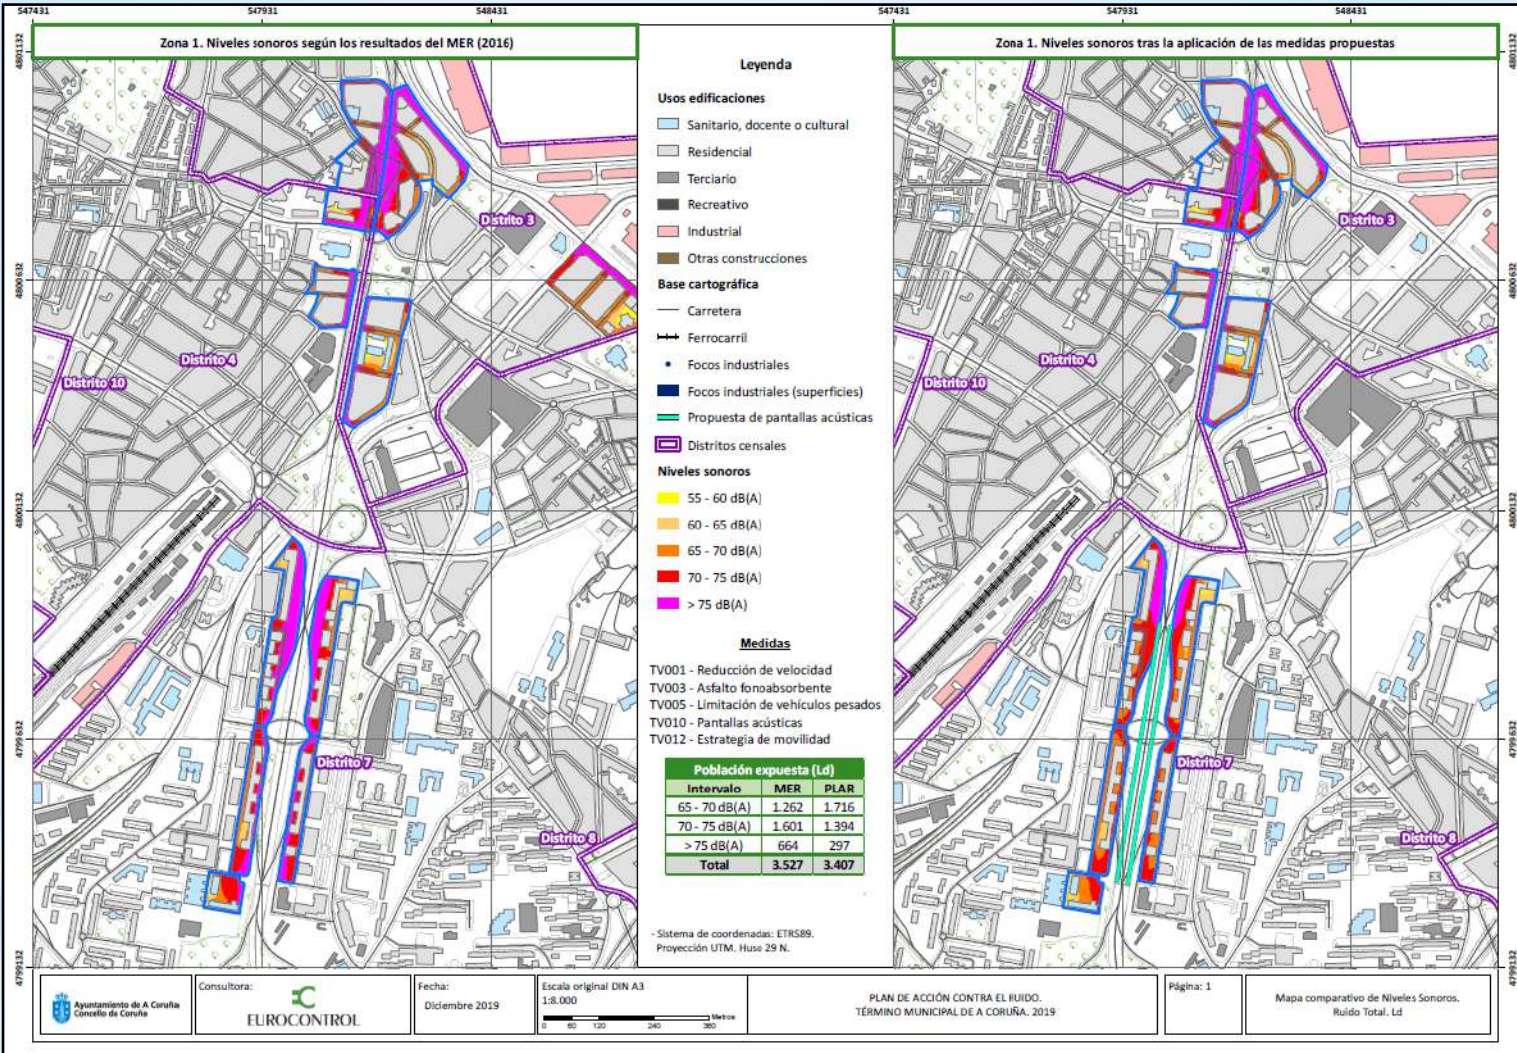 547431
547931
548431
547431
547931
548431
Zona 1. Niveles sonoros según los resultados del MER (2016)
Zona 1. Niveles sonoros tras la aplicación de las medidas propuestas
4801132
4800632
4800132
4799632
4799132
Distrito 3
Distrito 4
Distrito 10
Distrito 7
Distrito 8
Leyenda
Usos edificaciones
Sanitario, docente o cultural
Residencial
Terciario
Recreativo
Industrial
Otras construcciones
Base cartográfica
Carretera
Ferrocarril
Focos industriales
Focos industriales (superficies)
Propuesta de pantallas acústicas
Distritos censales
Niveles sonoros
55 - 60 dB(A)
60 - 65 dB(A)
65 - 70 dB(A)
70 - 75 dB(A)
> 75 dB(A)
Medidas
TV001 - Reducción de velocidad
TV003 - Asfalto fonoabsorbente
TV005 - Limitación de vehículos pesados
TV010 - Pantallas acústicas
TV012 - Estrategia de movilidad
Población expuesta (Ld)
Intervalo MER PLAR
65 - 70 dB(A) 1.262 1.716
70 - 75 dB(A) 1.601 1.394
> 75 dB(A) 664 297
Total 3.527 3.407
- Sistema de coordenadas: ETRS89.
Proyección UTM. Huso 29 N.
Distrito 3
Distrito 4
Distrito 10
Distrito 7
Distrito 8
4801132
4800632
4800132
4799632
4799132
Ayuntamiento de A Coruña
Concello da Coruña
Consultora:
EUROCONTROL
Fecha:
Diciembre 2019
Escala original DIN A3
1:8.000
Metros
0 60 120 240 360
PLAN DE ACCIÓN CONTRA EL RUIDO.
TÉRMINO MUNICIPAL DE A CORUÑA. 2019
Página: 1
Mapa comparativo de Niveles Sonoros.
Ruido Total. Ld